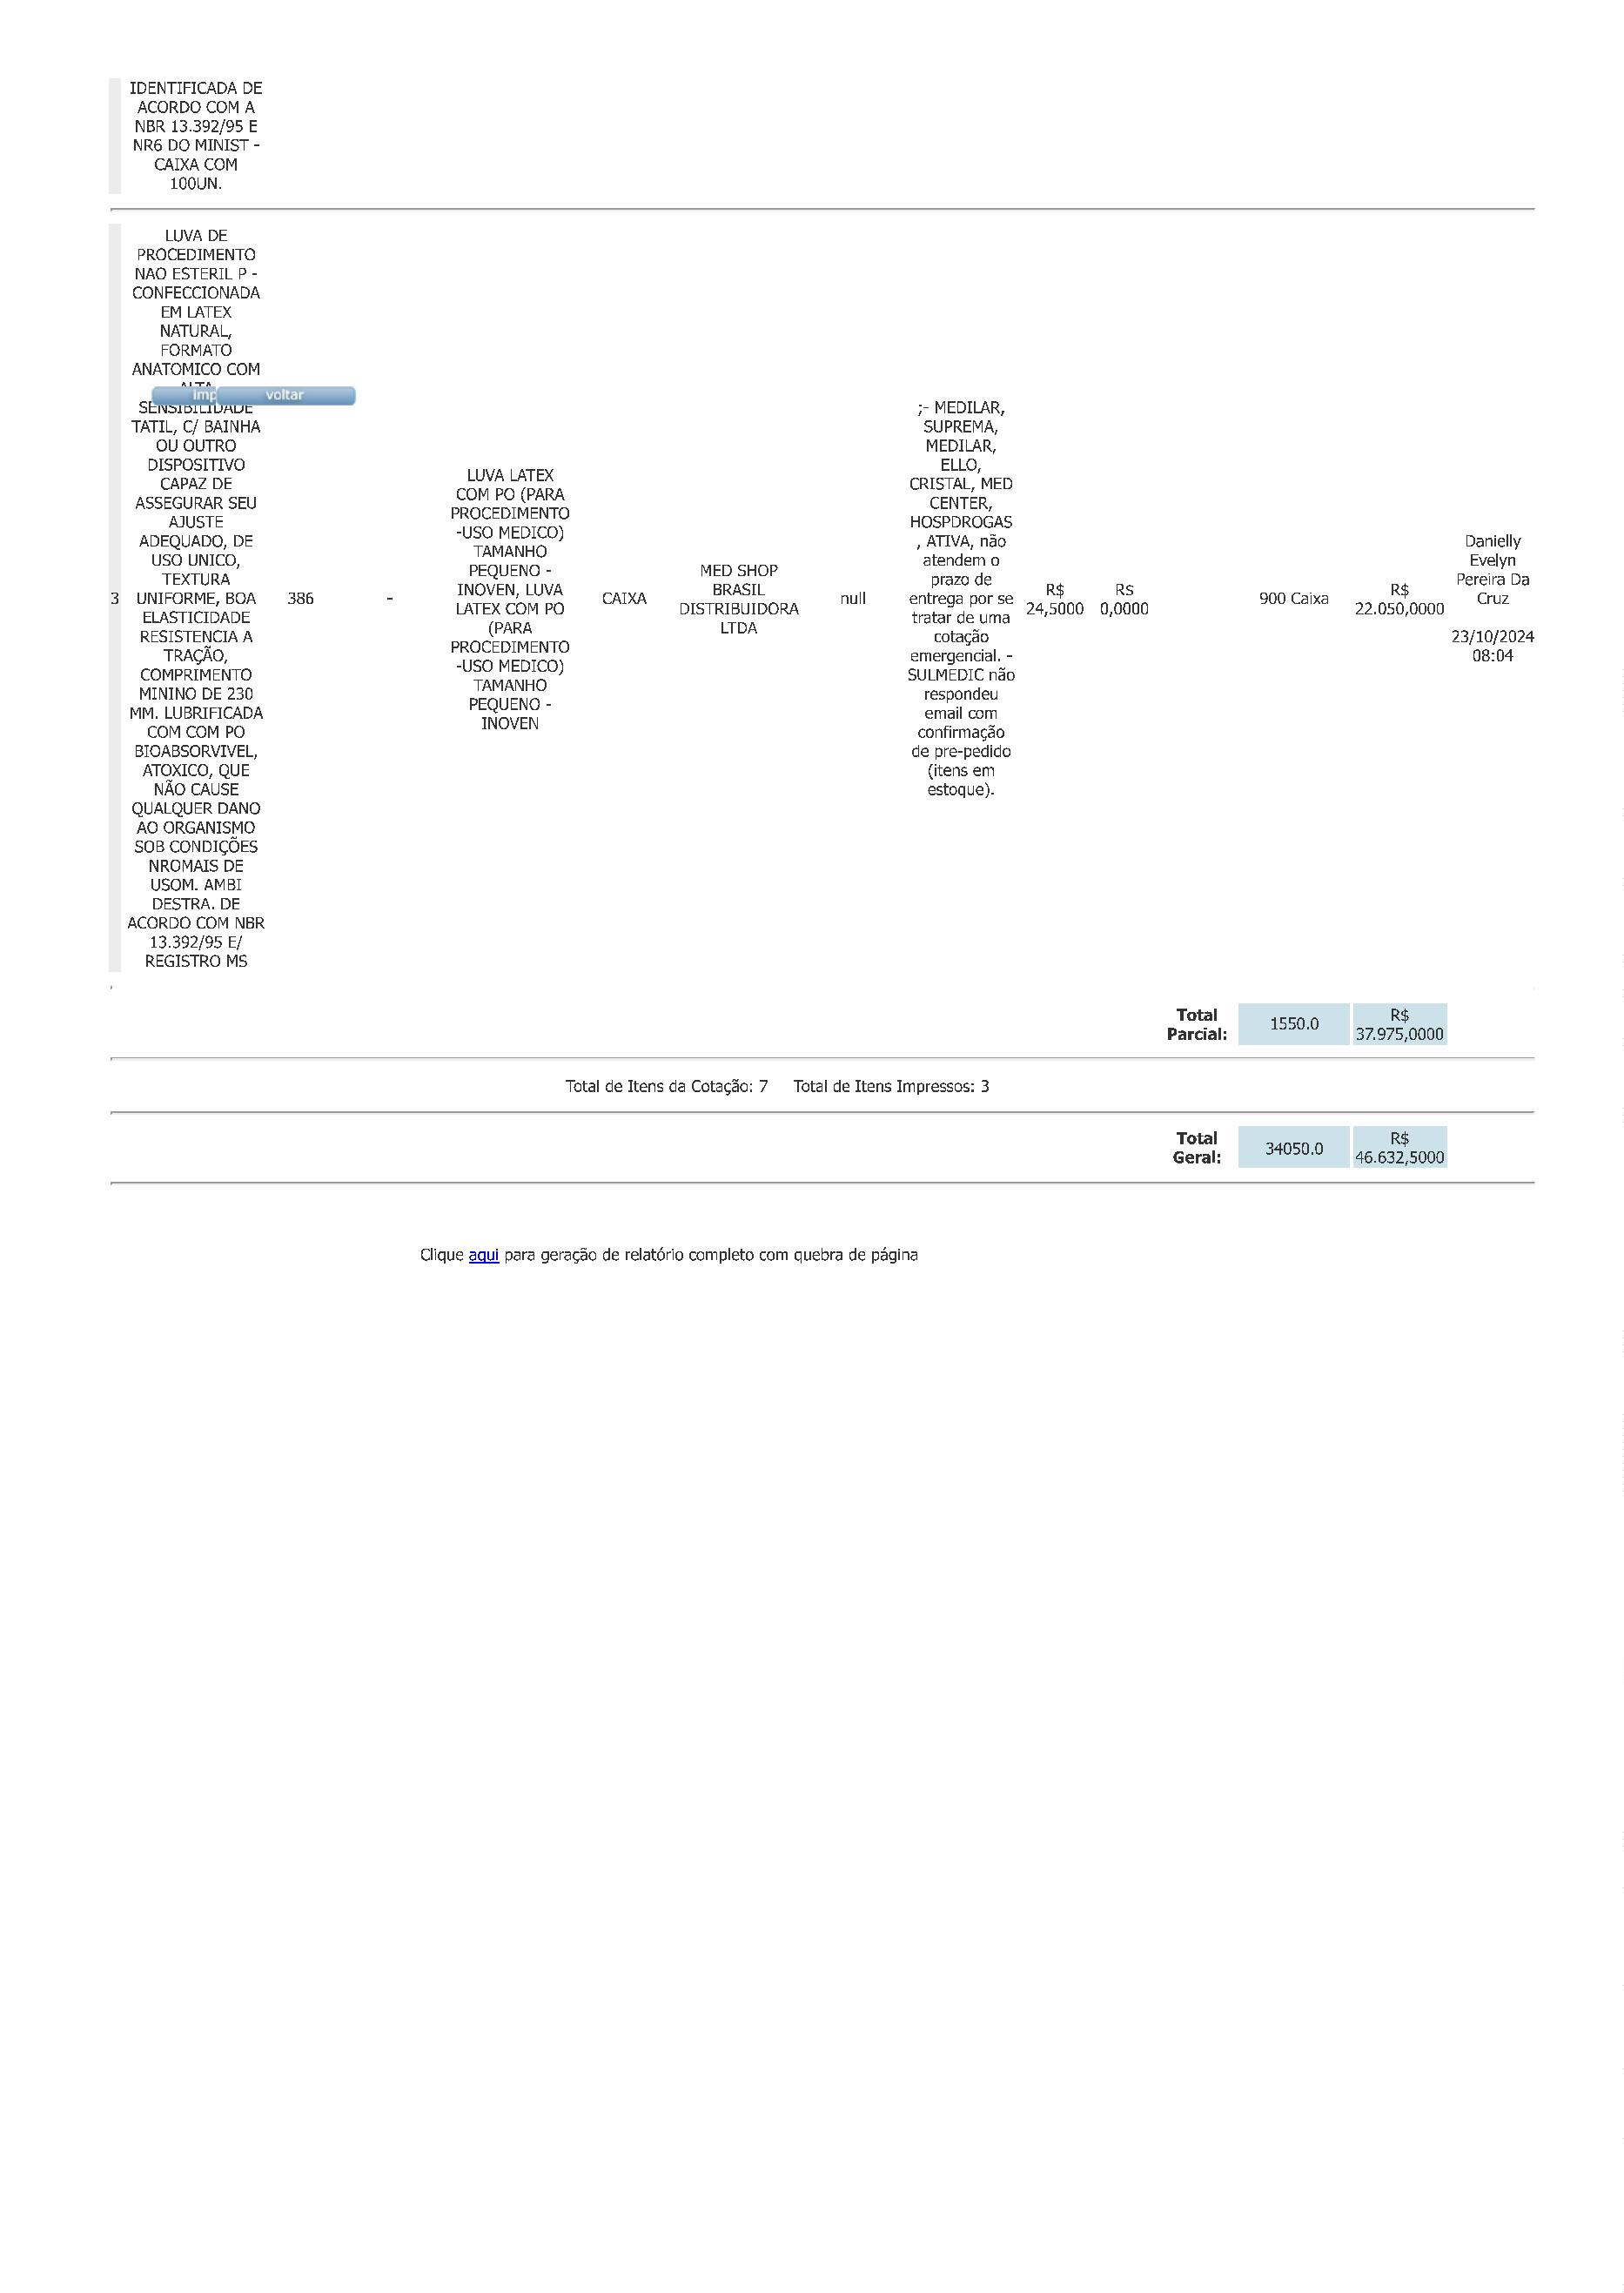 IDENTIFICADA DE
ACORDO COM A
NBR 13.392/95 E
NR6 DO MINIST -
CAIXA COM
100UN.
3
LUVA DE
PROCEDIMENTO
NAO ESTERIL P -
CONFECCIONADA
EM LATEX
NATURAL,
FORMATO
ANATOMICO COM
ALTA
imp
voltar
SENSIBILIDADE
TATIL, C/ BAINHA
OU OUTRO
DISPOSITIVO
CAPAZ DE
ASSEGURAR SEU
AJUSTE
ADEQUADO, DE
USO UNICO,
TEXTURA
UNIFORME, BOA
ELASTICIDADE
RESISTENCIA A
TRAÇÃO,
COMPRIMENTO
MININO DE 230
MM. LUBRIFICADA
COM COM PO
BIOABSORVIVEL,
ATOXICO, QUE
NÃO CAUSE
QUALQUER DANO
AO ORGANISMO
SOB CONDIÇÕES
NROMAIS DE
USOM. AMBI
DESTRA. DE
ACORDO COM NBR
13.392/95 E/
REGISTRO MS
386
-
LUVA LATEX
COM PO (PARA
PROCEDIMENTO
-USO MEDICO)
TAMANHO
PEQUENO -
INOVEN, LUVA
LATEX COM PO
(PARA
PROCEDIMENTO
-USO MEDICO)
TAMANHO
PEQUENO -
INOVEN
CAIXA
MED SHOP
BRASIL
DISTRIBUIDORA
LTDA
null
;- MEDILAR,
SUPREMA,
MEDILAR,
ELLO,
CRISTAL, MED
CENTER,
HOSPDROGAS
, ATIVA, não
atendem o
prazo de
entrega por se
tratar de uma
cotação
emergencial. -
SULMEDIC não
respondeu
email com
confirmação
de pre-pedido
(itens em
estoque).
R$
24,5000
R$
0,0000
900 Caixa
R$
22.050,0000
Danielly
Evelyn
Pereira Da
Cruz
23/10/2024
08:04
Total
Parcial:
1550.0
R$
37.975,0000
Total de Itens da Cotação: 7 Total de Itens Impressos: 3
Total
Geral:
34050.0
R$
46.632,5000
Clique aqui para geração de relatório completo com quebra de página